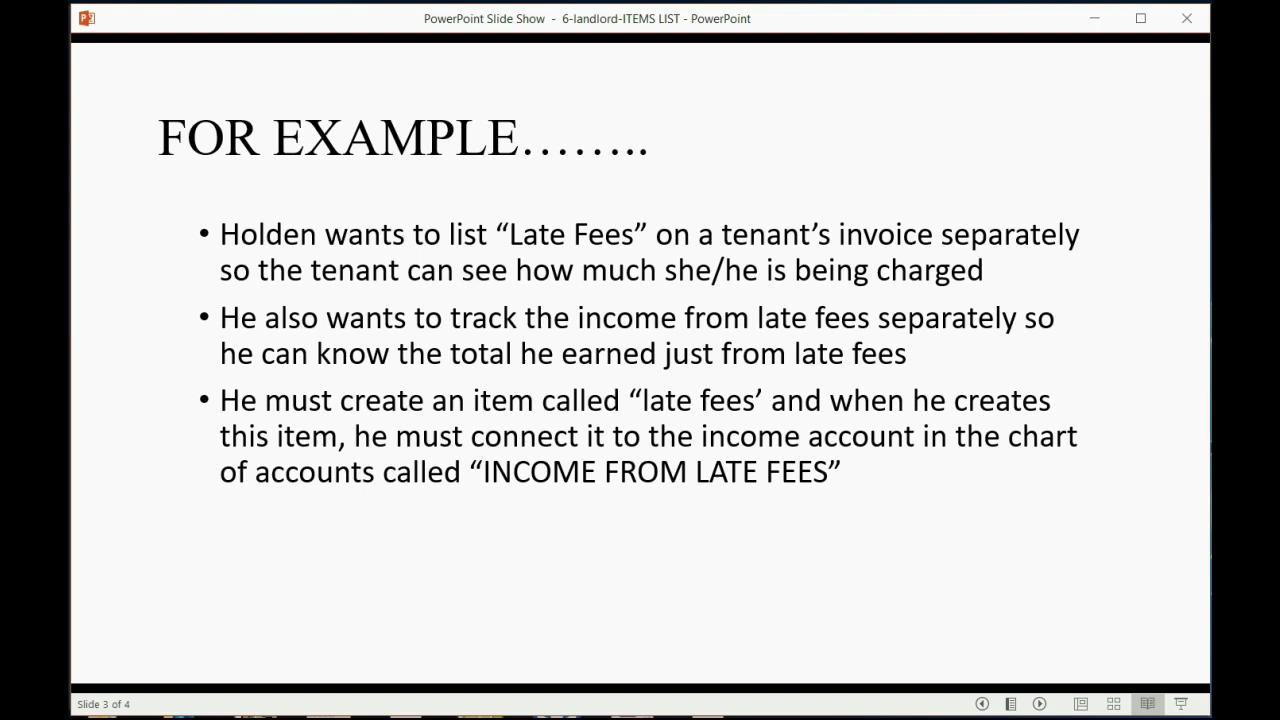 PowerPoint Slide Show - 6-landlord-ITEMS LIST - PowerPoint
FOR EXAMPLE……..
• Holden wants to list “Late Fees” on a tenant’s invoice separately
so the tenant can see how much she/he is being charged
• He also wants to track the income from late fees separately so
he can know the total he earned just from late fees
• He must create an item called “late fees’ and when he creates
this item, he must connect it to the income account in the chart
of accounts called “INCOME FROM LATE FEES”
Slide 3 of 4